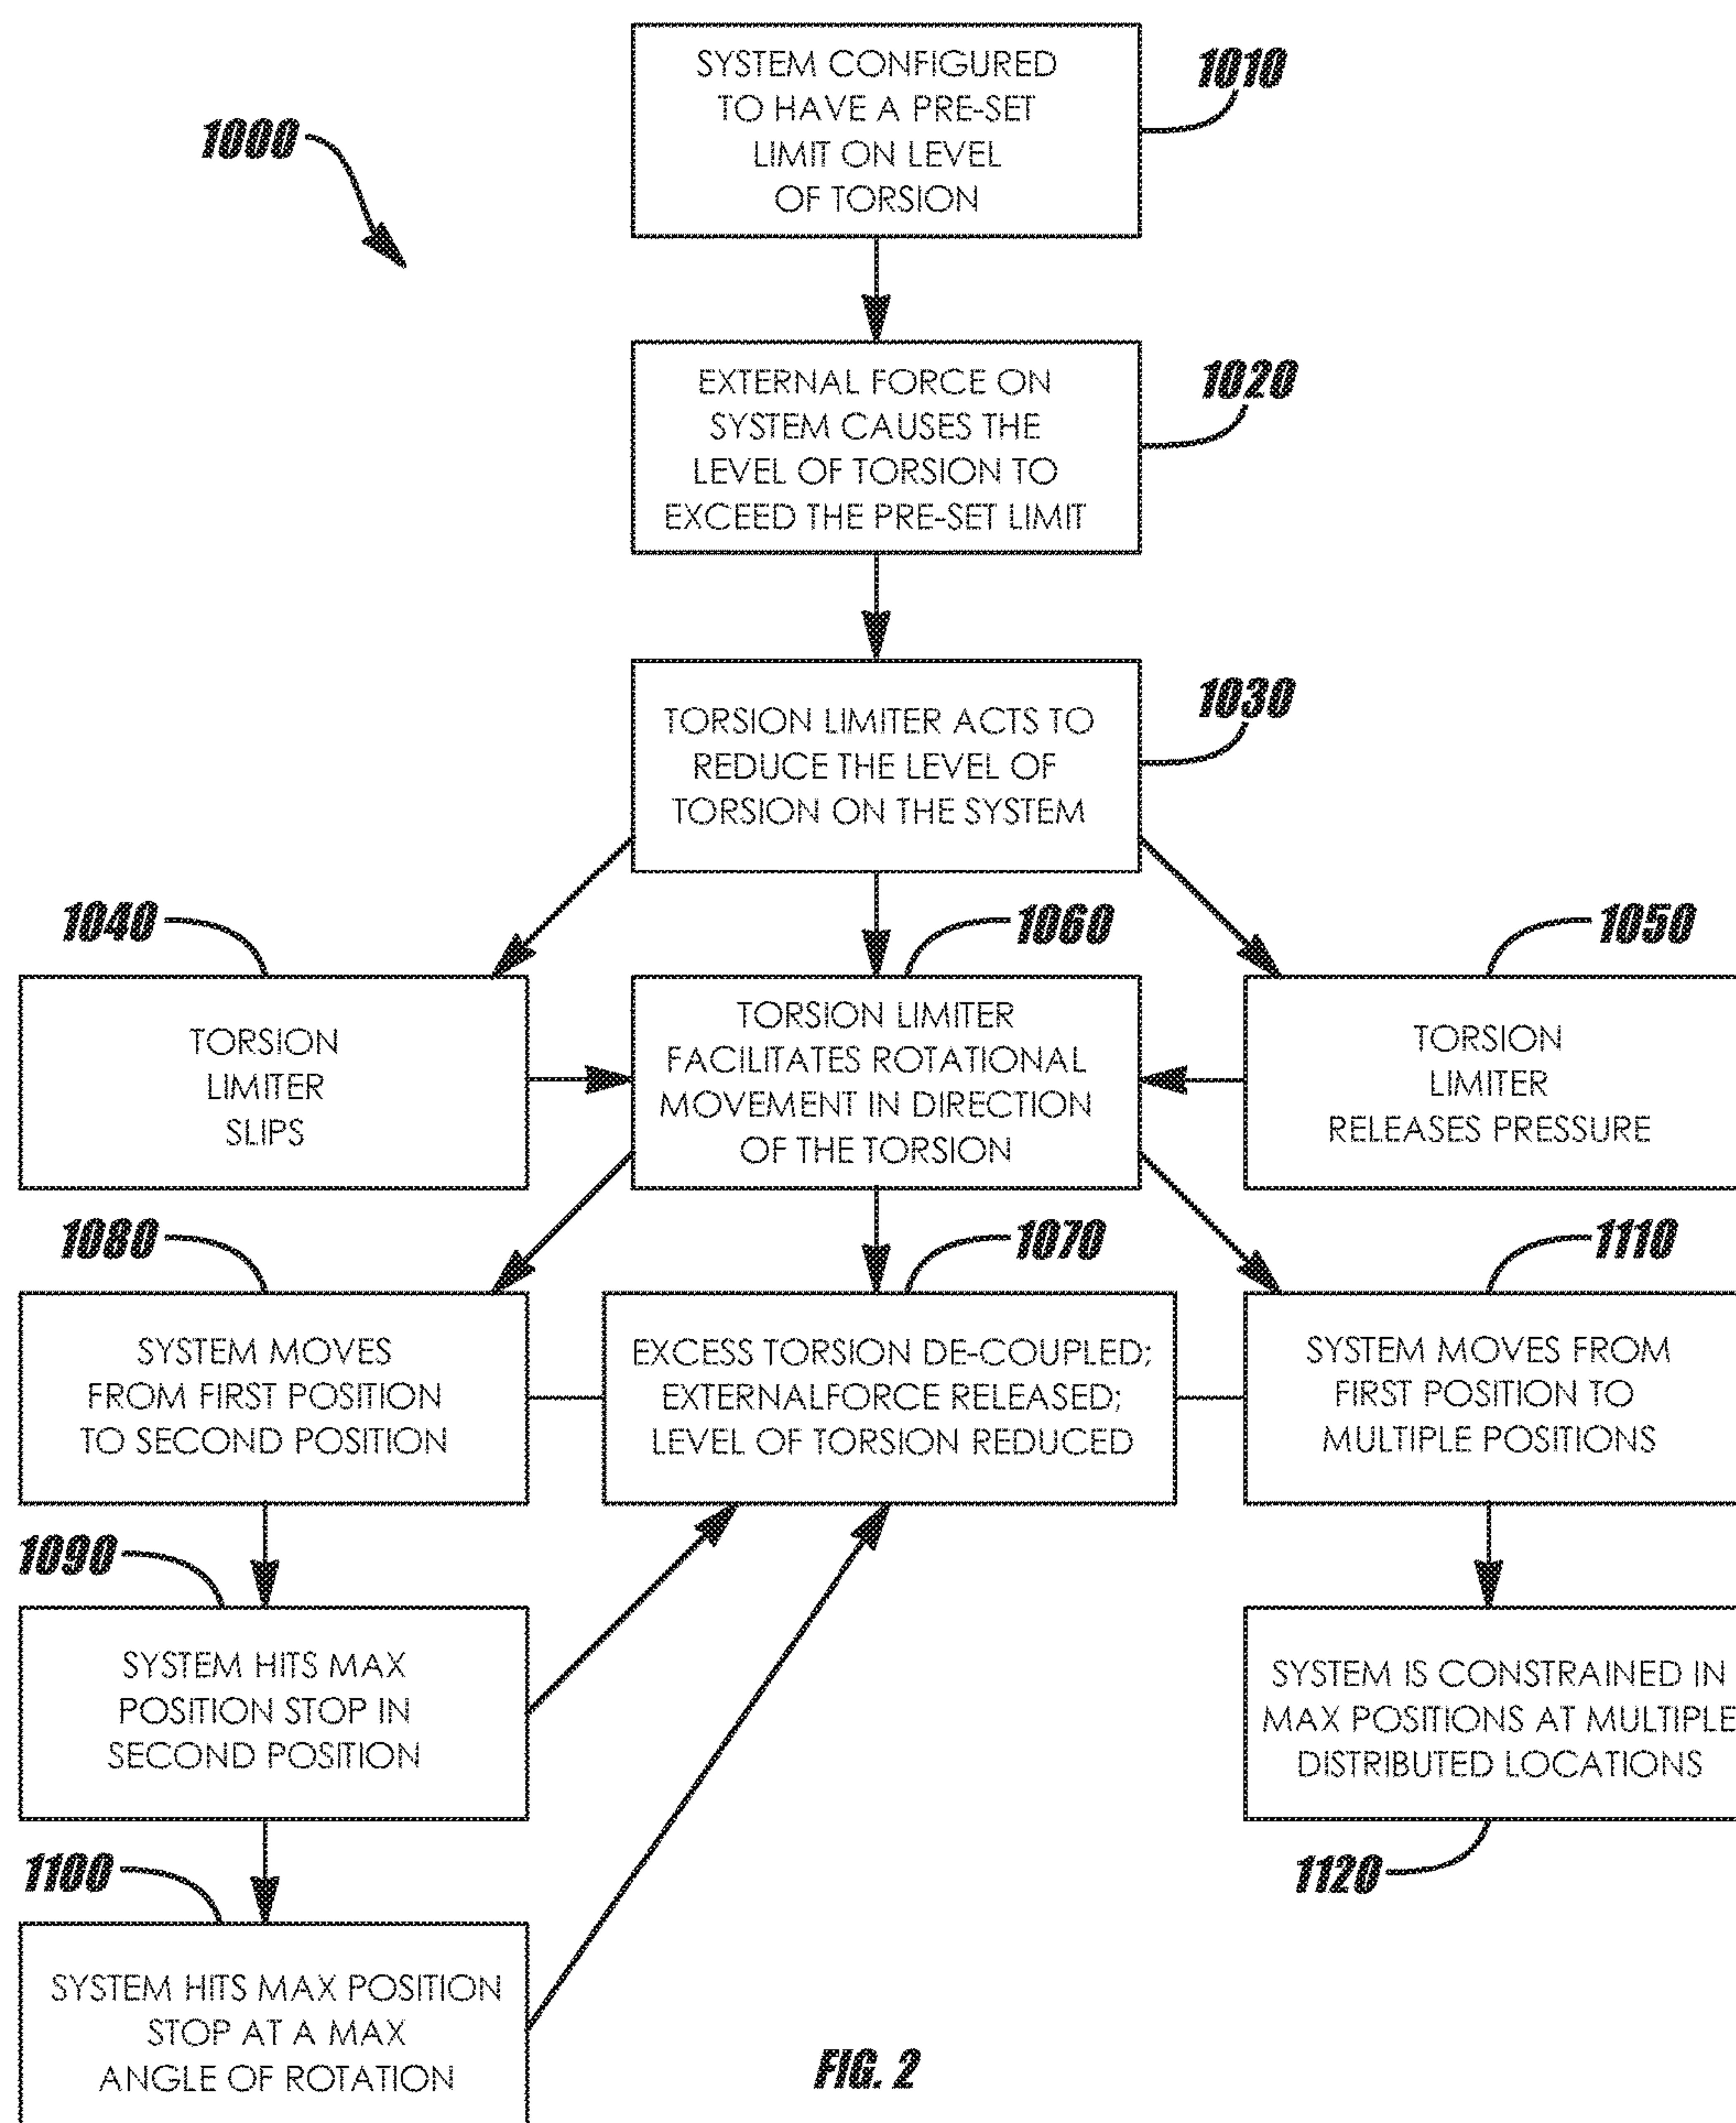 1000
SYSTEM CONFIGURED
TO HAVE A PRE-SET
LIMIT ON LEVEL
OF TORSION
1010
EXTERNAL FORCE ON
SYSTEM CAUSES THE
LEVEL OF TORSION TO
EXCEED THE PRE-SET LIMIT
1020
TORSION LIMITER ACTS TO
REDUCE THE LEVEL OF
TORSION ON THE SYSTEM
1030
1040
TORSION
LIMITER
SLIPS
1060
TORSION LIMITER
FACILITATES ROTATIONAL
MOVEMENT IN DIRECTION
OF THE TORSION
1050
TORSION
LIMITER
RELEASES PRESSURE
1080
SYSTEM MOVES
FROM FIRST POSITION
TO SECOND POSITION
1070
EXCESS TORSION DE-COUPLED;
EXTERNALFORCE RELEASED;
LEVEL OF TORSION REDUCED
1110
SYSTEM MOVES FROM
FIRST POSITION TO
MULTIPLE POSITIONS
1090
SYSTEM HITS MAX
POSITION STOP IN
SECOND POSITION
SYSTEM IS CONSTRAINED IN
MAX POSITIONS AT MULTIPLE
DISTRIBUTED LOCATIONS
1120
1100
SYSTEM HITS MAX POSITION
STOP AT A MAX
ANGLE OF ROTATION
FIG. 2